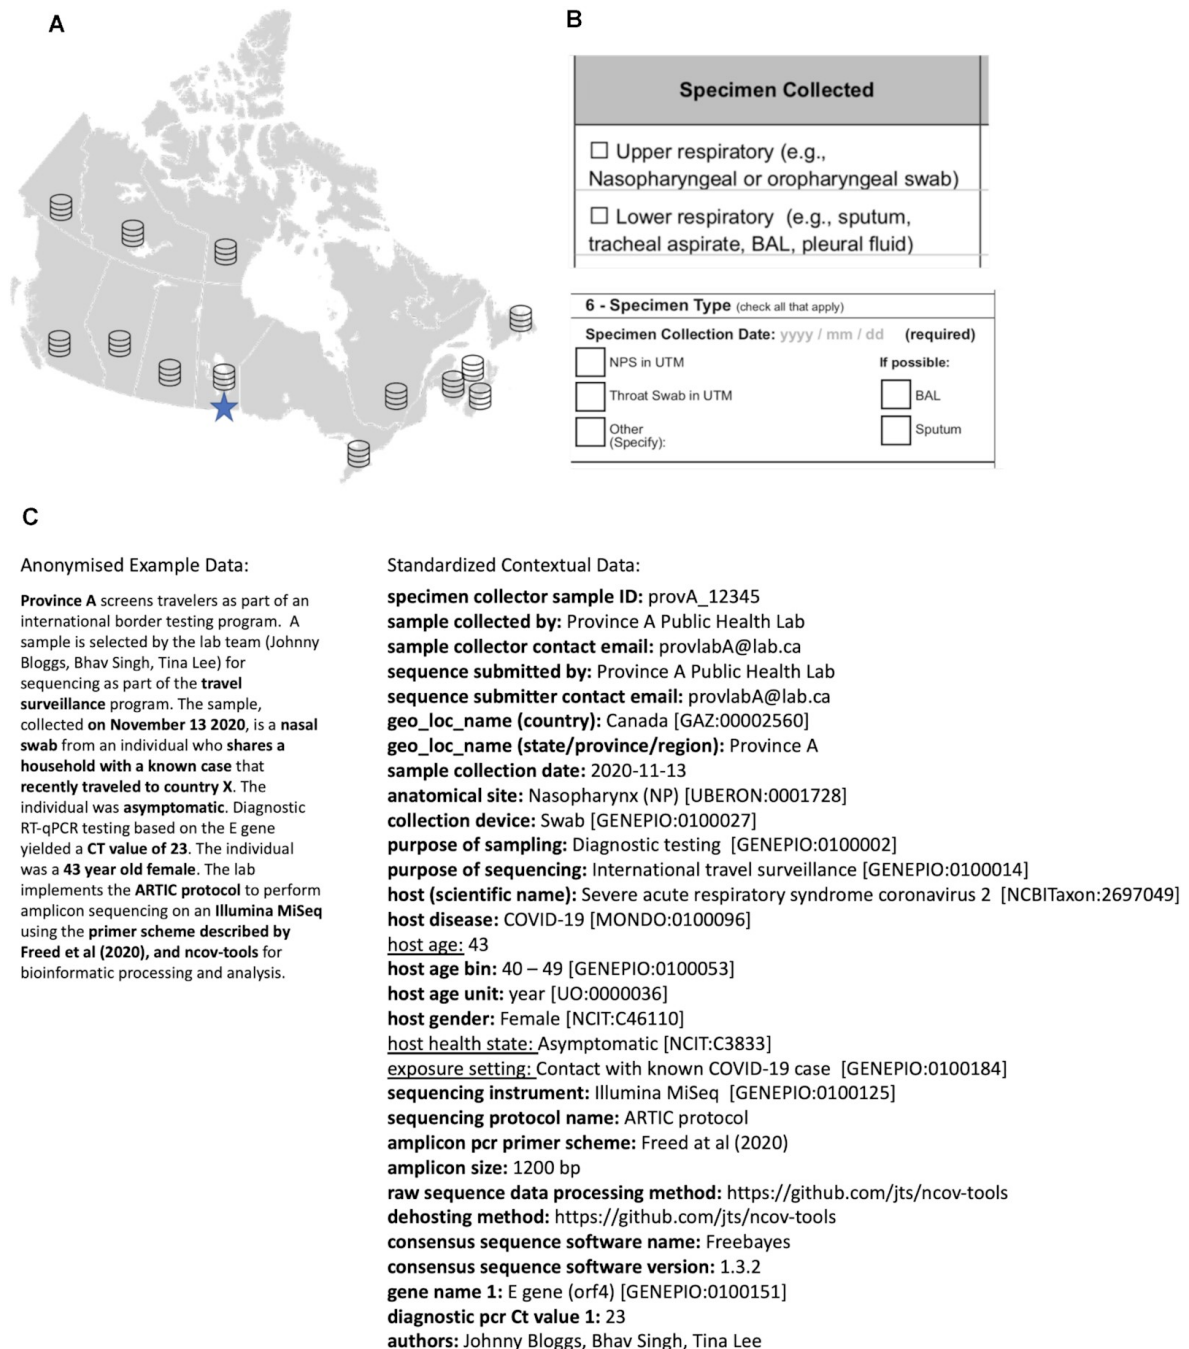 A
B
Specimen Collected
☐ Upper respiratory (e.g.,
Nasopharyngeal or oropharyngeal swab)
☐ Lower respiratory (e.g., sputum,
tracheal aspirate, BAL, pleural fluid)
6 - Specimen Type (check all that apply)
Specimen Collection Date: yyyy / mm / dd (required)
NPS in UTM
If possible:
Throat Swab in UTM
BAL
Other
(Specify):
Sputum
C
Anonymised Example Data:
Province A screens travelers as part of an
international border testing program. A
sample is selected by the lab team (Johnny
Bloggs, Bhav Singh, Tina Lee) for
sequencing as part of the travel
surveillance program. The sample,
collected on November 13 2020, is a nasal
swab from an individual who shares a
household with a known case that
recently traveled to country X. The
individual was asymptomatic. Diagnostic
RT-qPCR testing based on the E gene
yielded a CT value of 23. The individual
was a 43 year old female. The lab
implements the ARTIC protocol to perform
amplicon sequencing on an Illumina MiSeq
using the primer scheme described by
Freed et al (2020), and ncov-tools for
bioinformatic processing and analysis.
Standardized Contextual Data:
specimen collector sample ID: provA_12345
sample collected by: Province A Public Health Lab
sample collector contact email: provlabA@lab.ca
sequence submitted by: Province A Public Health Lab
sequence submitter contact email: provlabA@lab.ca
geo_loc_name (country): Canada [GAZ:00002560]
geo_loc_name (state/province/region): Province A
sample collection date: 2020-11-13
anatomical site: Nasopharynx (NP) [UBERON:0001728]
collection device: Swab [GENEPIO:0100027]
purpose of sampling: Diagnostic testing [GENEPIO:0100002]
purpose of sequencing: International travel surveillance [GENEPIO:0100014]
host (scientific name): Severe acute respiratory syndrome coronavirus 2 [NCBITaxon:2697049]
host disease: COVID-19 [MONDO:0100096]
host age: 43
host age bin: 40 – 49 [GENEPIO:0100053]
host age unit: year [UO:0000036]
host gender: Female [NCIT:C46110]
host health state: Asymptomatic [NCIT:C3833]
exposure setting: Contact with known COVID-19 case [GENEPIO:0100184]
sequencing instrument: Illumina MiSeq [GENEPIO:0100125]
sequencing protocol name: ARTIC protocol
amplicon pcr primer scheme: Freed at al (2020)
amplicon size: 1200 bp
raw sequence data processing method: https://github.com/jts/ncov-tools
dehosting method: https://github.com/jts/ncov-tools
consensus sequence software name: Freebayes
consensus sequence software version: 1.3.2
gene name 1: E gene (orf4) [GENEPIO:0100151]
diagnostic pcr Ct value 1: 23
authors: Johnny Bloggs, Bhav Singh, Tina Lee